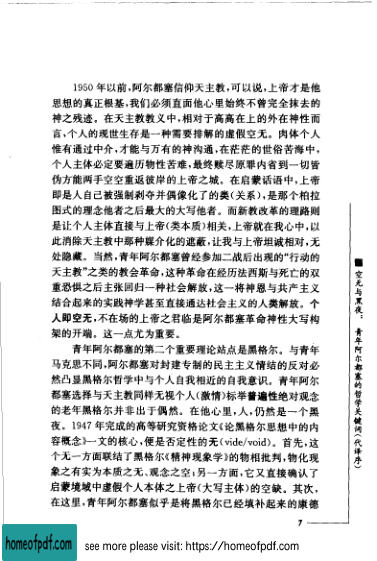 1950 年以前,阿尔都塞信仰天主教,可以说,上帝才是他
思想的真正根基,我们必须直面他心里始终不曾完全抹去的
神之残迹。在天主教教义中,相对于高高在上的外在神性而
言,个人的现世生存是一种需要排解的虚假空无。肉体个人
惟有通过中介,才能与万有的神沟通,在茫茫的世俗苦海中,
个人主体必定要遍历物性苦难,最终赎尽原罪内省到一切皆
伪方能两手空空重返彼岸的上帝之城。在启蒙话语中,上帝
即是人自己被强制剥夺并偶像化了的类(关系),是那个柏拉
图式的理念他者之后最大的大写他者。而新教改革的理路则
是让个人主体直接与上帝(类本质)相关,上帝就在我心中,以
此消除天主教中那种媒介化的遮蔽,让我与上帝坦诚相对,无
处隐藏。当然,青年阿尔都塞曾经参加二战后出现的"行动的
天主教"之类的教会革命,这种革命在经历法西斯与死亡的双
重恐惧之后主张回归一种社会解放,这一将神恩与共产主义
结合起来的实践神学甚至直接通达社会主义的人类解放。个
人即空无,不在场的上帝之君临是阿尔都塞革命神性大写构
架的开端。这一点尤为重要。
青年阿尔都塞的第二个重要理论站点是黑格尔。与青年
马克思不同,阿尔都塞对封建专制的民主主义情结的反对必
然凸显黑格尔哲学中与个人自我相近的自我意识。青年阿尔
都塞选择与天主教同样无视个人(激情)标举普遍性绝对观念
的老年黑格尔并非出于偶然。在他心里,人,仍然是一个黑
夜。1947 年完成的高等研究资格论文《论黑格尔思想中的内
容概念》一文的核心,便是否定性的无(vide/void)。首先,这
个无一方面联结了黑格尔《精神现象学》的物相批判,物化现
象之有实为本质之无、观念之空;另一方面,它又直接确认了
启蒙境域中虚假个人本体之上帝(大写主体)的空缺。其次,
在这里,青年阿尔都塞似乎是将黑格尔已经填补起来的康德
■ 空无与黑夜:青年阿尔都塞的哲学关键词(代译序)
7
homeofpdf.com
see more please visit: https://homeofpdf.com